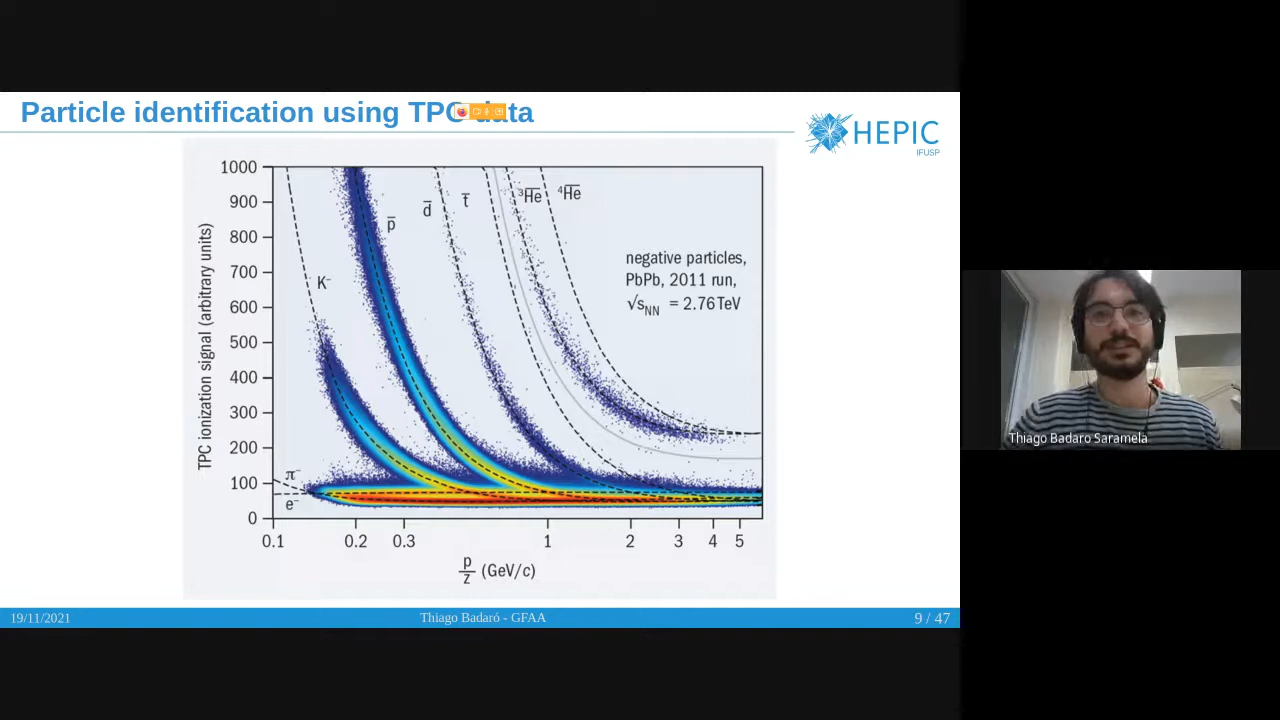 Particle identification using TPC data
HEPIC
IFUSP
TPC ionization signal (arbitrary units)
1000
900
800
700
600
500
400
300
200
100
0
K⁻
p̅
d̅
t̅
³H̅e̅
⁴H̅e̅
π⁻
e⁻
negative particles,
PbPb, 2011 run,
√sNN = 2.76 TeV
0.1 0.2 0.3 1 2 3 4 5
p
z (GeV/c)
19/11/2021 Thiago Badaró - GFAA 9 / 47
Thiago Badaro Saramela